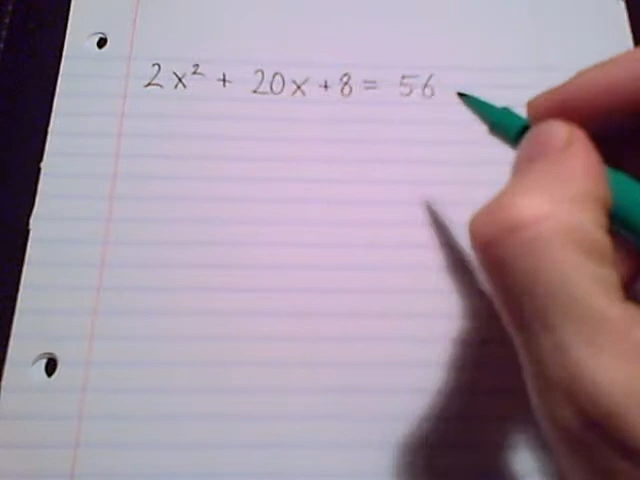 2x² + 20x + 8 = 56